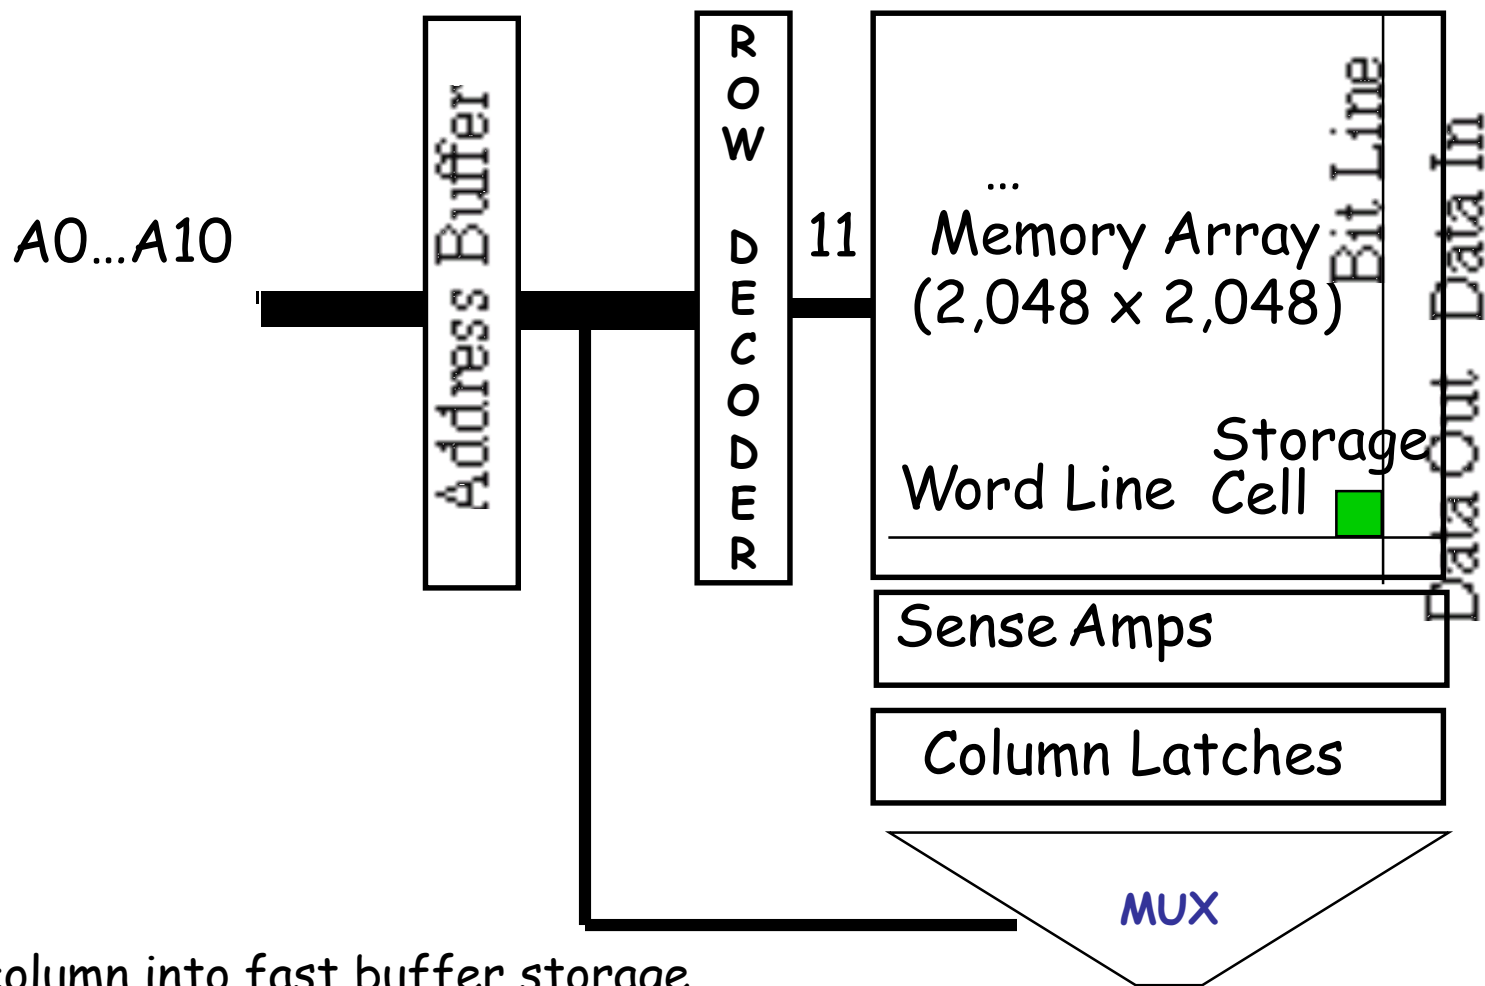 A0…A10
Address Buffer
ROW DECODER
11
…
Memory Array
(2,048 x 2,048)
Bit Line
Data In
Data Out
Storage
Cell
Word Line
Sense Amps
Column Latches
MUX
column into fast buffer storage